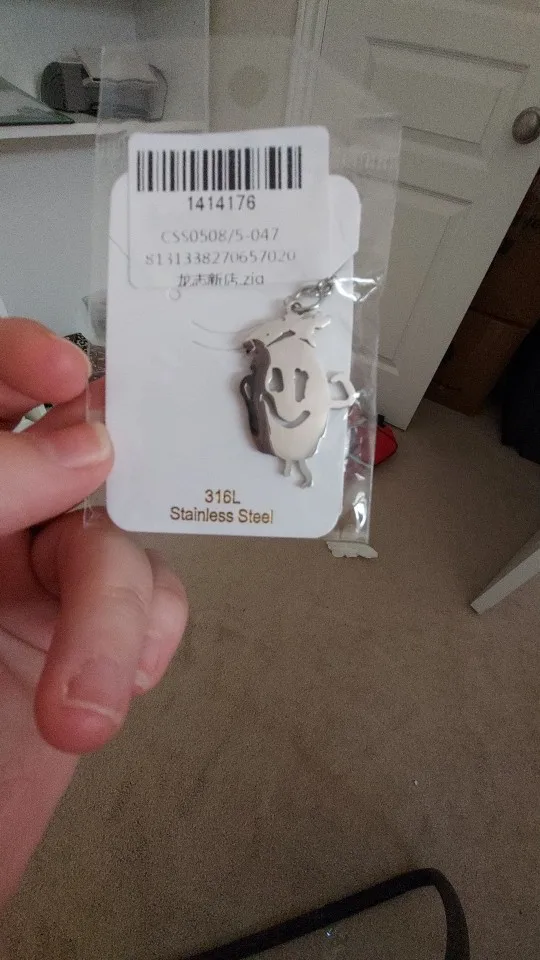 1414176
CSS0508/5-047
8131338270657020
龙志新店.zia
316L
Stainless Steel